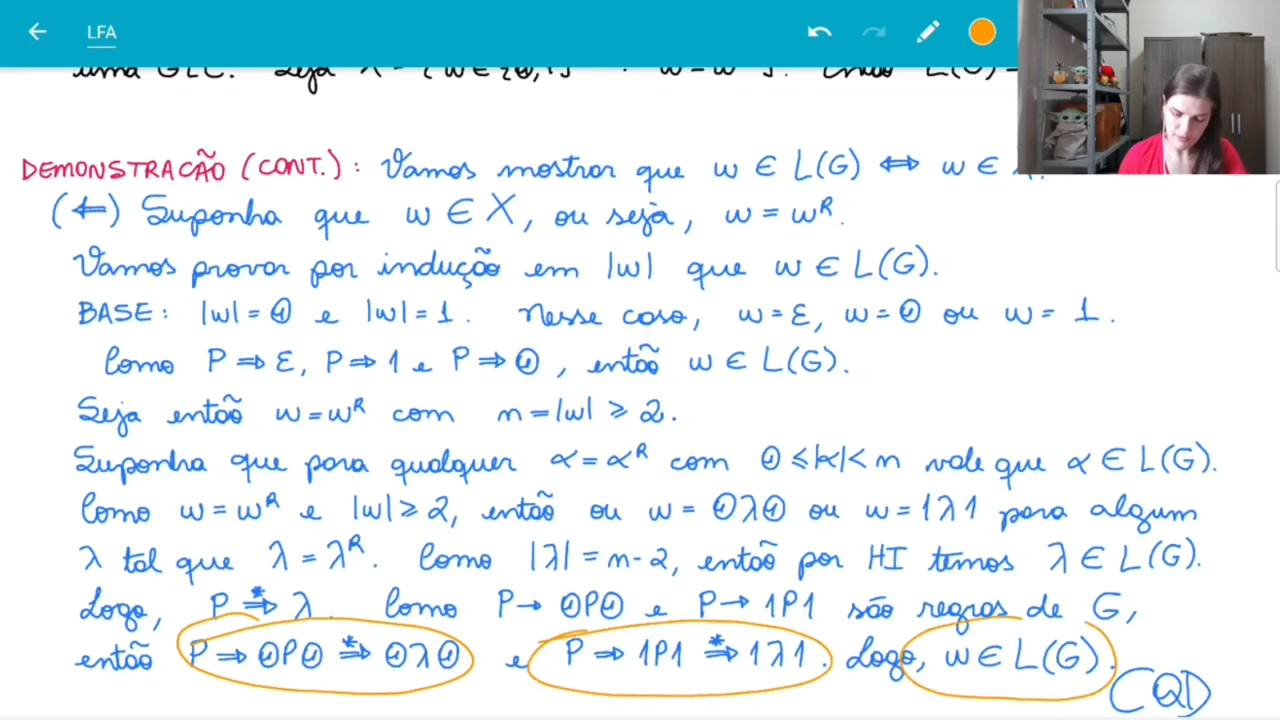 LFA
DEMONSTRAÇÃO (CONT.): Vamos mostrar que w ∈ L(G) ⇔ w ∈
(⇐) Suponha que w ∈ X, ou seja, w = w^R.
Vamos provar por indução em |w| que w ∈ L(G).
BASE: |w| = 0 e |w| = 1. Nesse caso, w = ε, w = 0 ou w = 1.
Como P ⇒ ε, P ⇒ 1 e P ⇒ 0, então w ∈ L(G).
Seja então w = w^R com n = |w| ≥ 2.
Suponha que para qualquer α = α^R com 0 ≤ |α| < n vale que α ∈ L(G).
Como w = w^R e |w| ≥ 2, então ou w = 0λ0 ou w = 1λ1 para algum
λ tal que λ = λ^R. Como |λ| = n-2, então por HI temos λ ∈ L(G).
Logo, P ⇒* λ. Como P → 0P0 e P → 1P1 são regras de G,
então P ⇒ 0P0 ⇒* 0λ0 e P ⇒ 1P1 ⇒* 1λ1. Logo, w ∈ L(G).
CQD